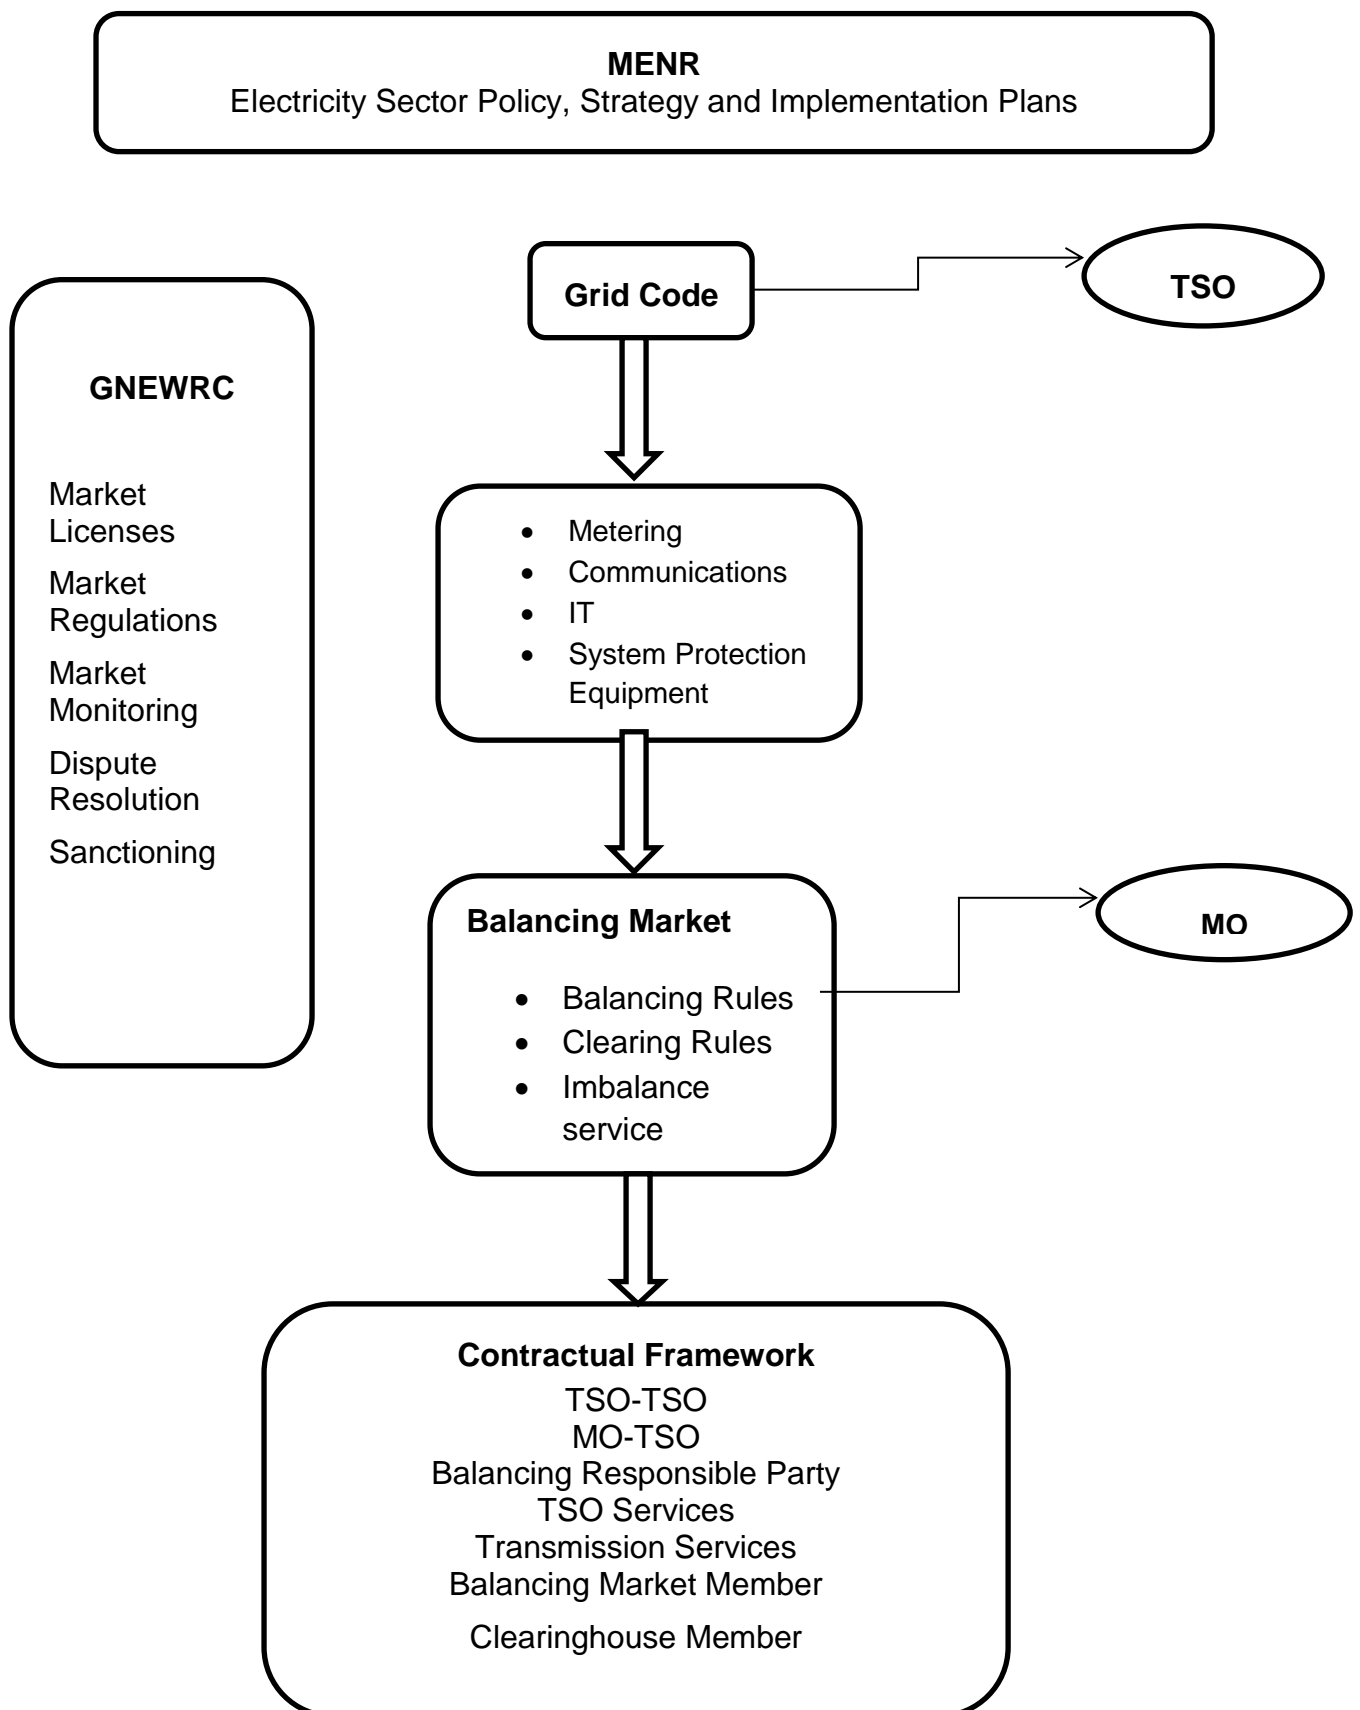 MENR
Electricity Sector Policy, Strategy and Implementation Plans
Grid Code
TSO
GNEWRC
Market
Licenses
Market
Regulations
Market
Monitoring
Dispute
Resolution
Sanctioning
• Metering
• Communications
• IT
• System Protection
Equipment
Balancing Market
• Balancing Rules
• Clearing Rules
• Imbalance
service
MO
Contractual Framework
TSO-TSO
MO-TSO
Balancing Responsible Party
TSO Services
Transmission Services
Balancing Market Member
Clearinghouse Member